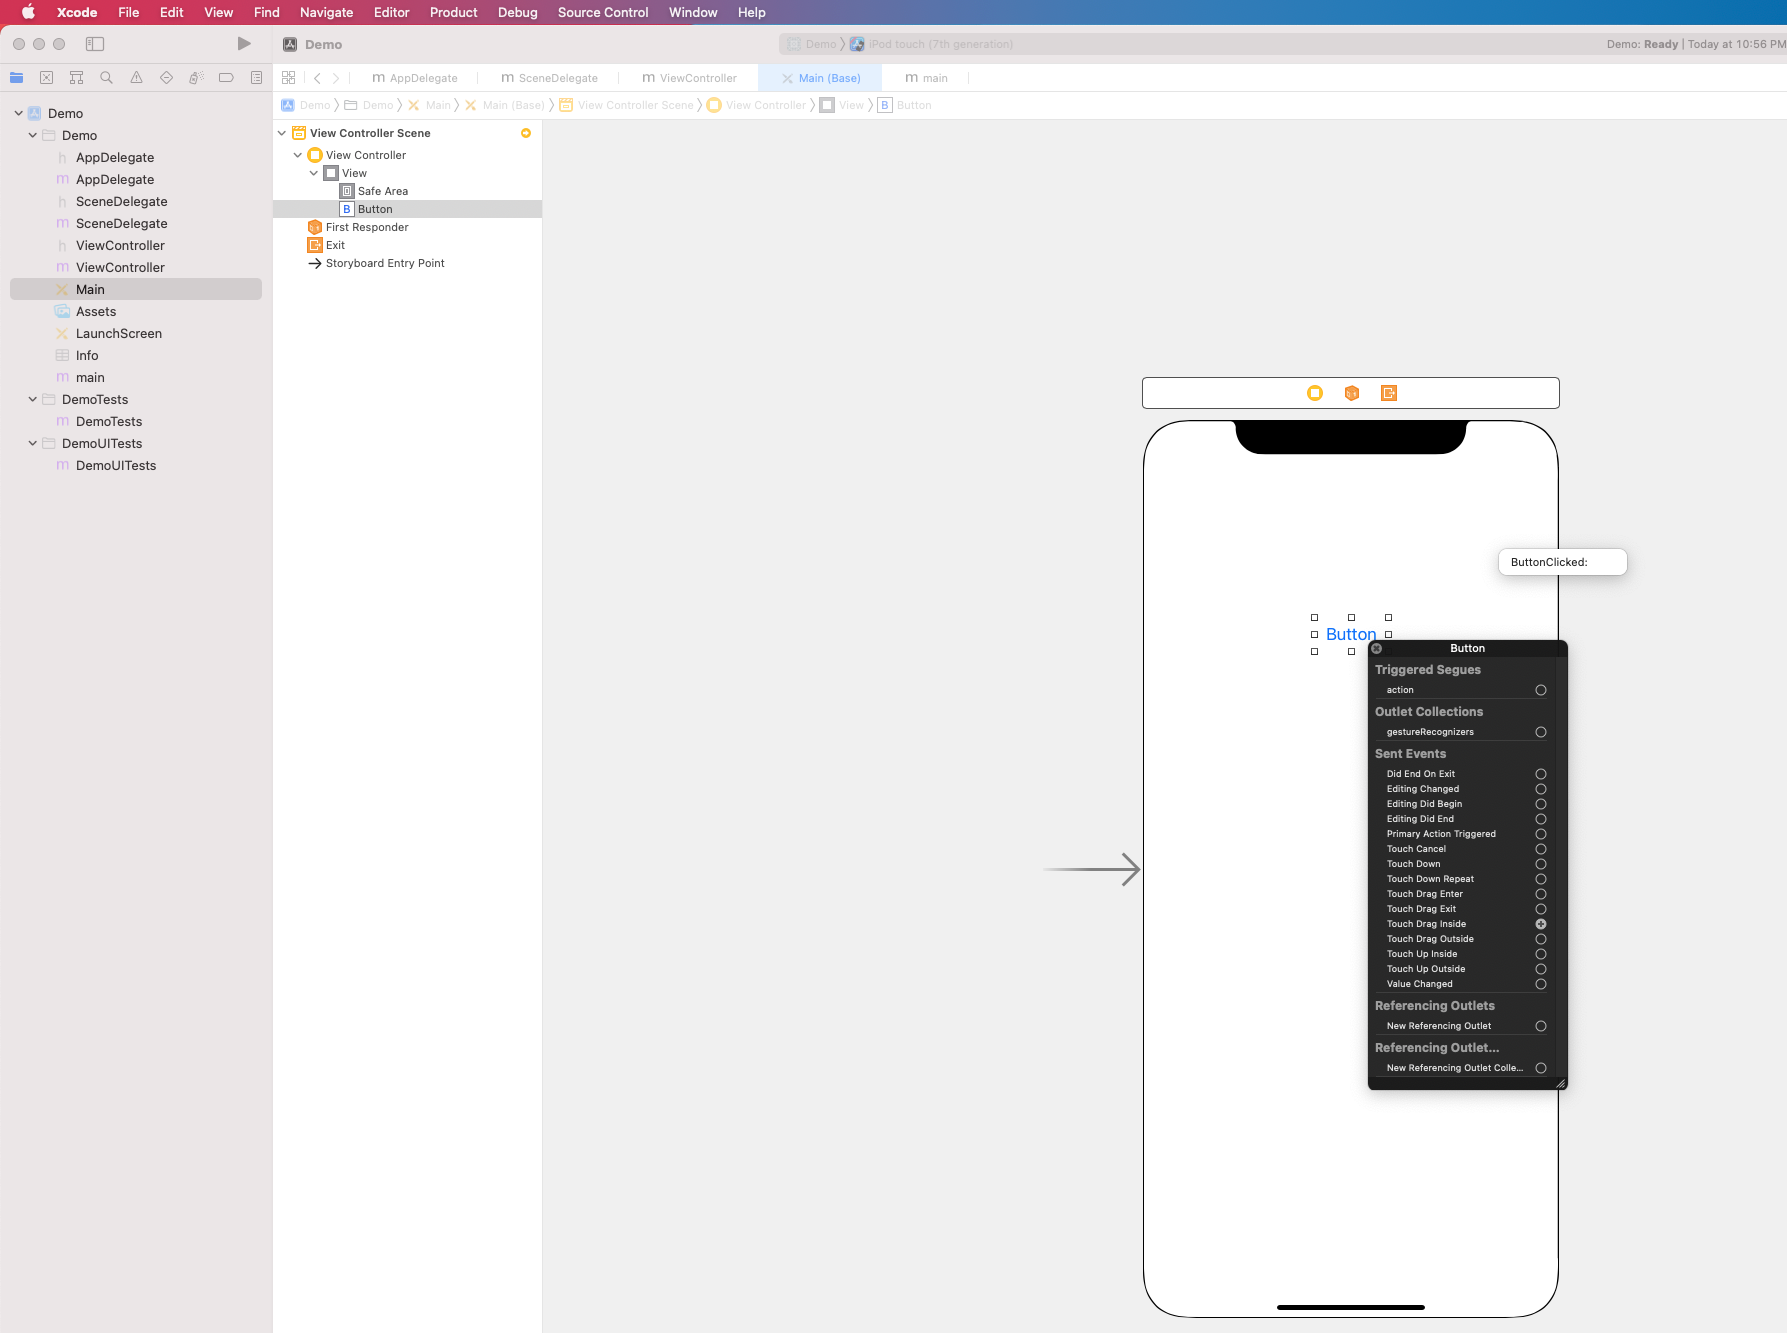 Xcode File Edit View Find Navigate Editor Product Debug Source Control Window Help
Demo
Demo iPod touch (7th generation)
Demo: Ready | Today at 10:56 PM
AppDelegate
SceneDelegate
ViewController
Main (Base)
main
Demo Demo Main Main (Base) View Controller Scene View Controller View B Button
Demo
Demo
h AppDelegate
m AppDelegate
h SceneDelegate
m SceneDelegate
h ViewController
m ViewController
Main
Assets
LaunchScreen
Info
m main
DemoTests
m DemoTests
DemoUITests
m DemoUITests
View Controller Scene
View Controller
View
Safe Area
B Button
First Responder
Exit
Storyboard Entry Point
ButtonClicked:
Button
Button
Triggered Segues
action
Outlet Collections
gestureRecognizers
Sent Events
Did End On Exit
Editing Changed
Editing Did Begin
Editing Did End
Primary Action Triggered
Touch Cancel
Touch Down
Touch Down Repeat
Touch Drag Enter
Touch Drag Exit
Touch Drag Inside
Touch Drag Outside
Touch Up Inside
Touch Up Outside
Value Changed
Referencing Outlets
New Referencing Outlet
Referencing Outlet...
New Referencing Outlet Colle...